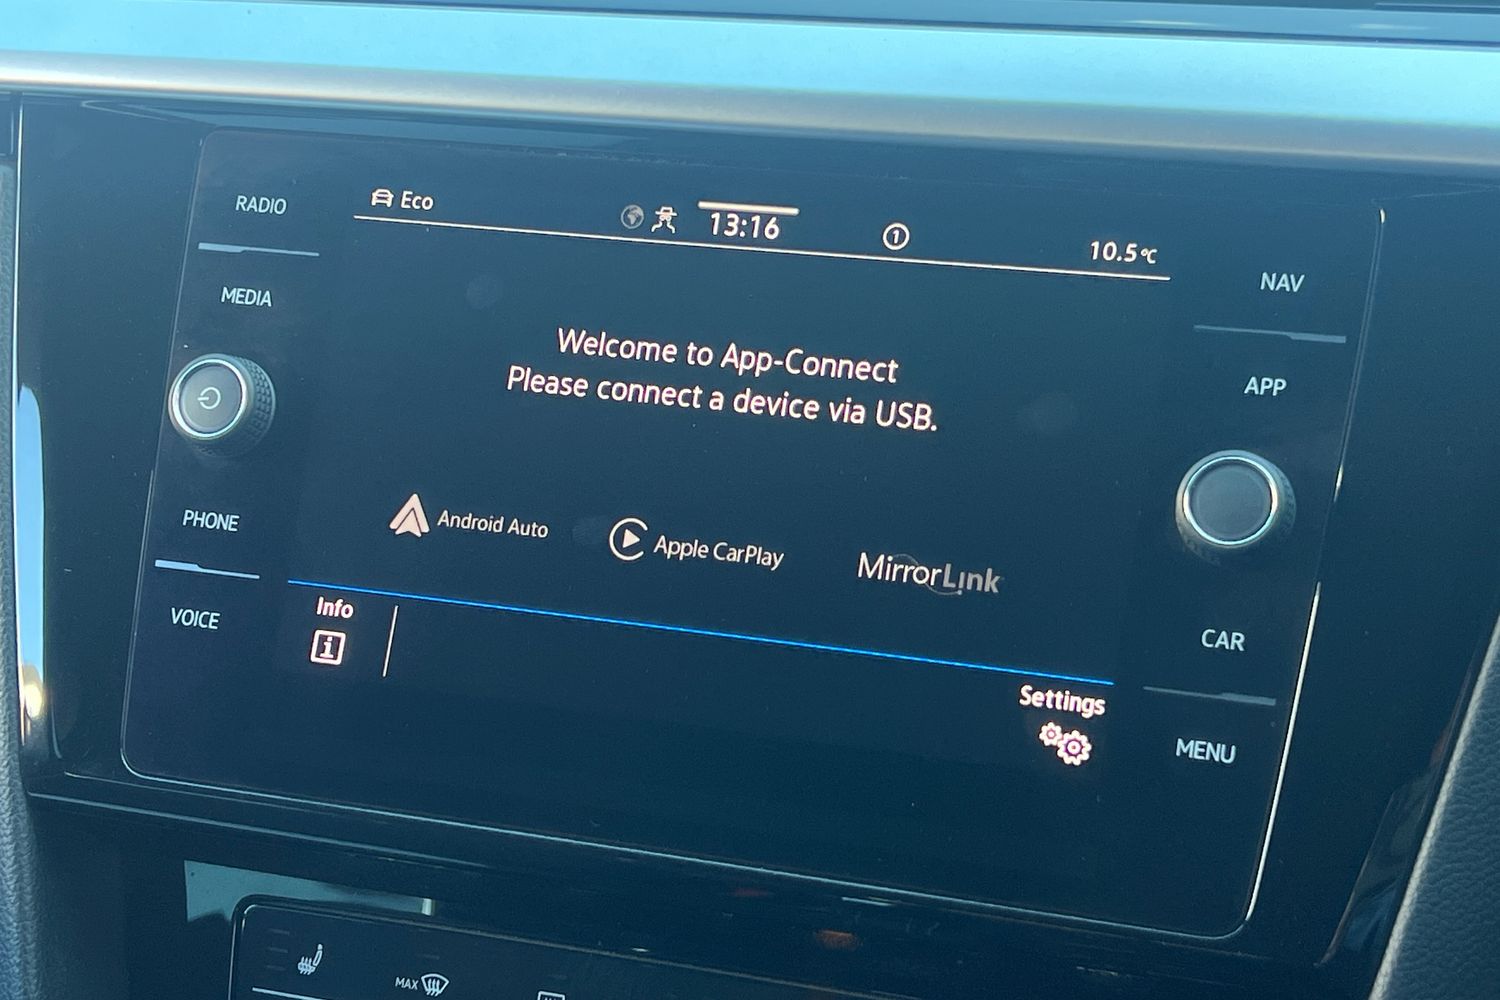 RADIO
MEDIA
PHONE
VOICE
Eco
13:16
1
10.5°C
Welcome to App-Connect
Please connect a device via USB.
Android Auto
Apple CarPlay
MirrorLink
Info
i
Settings
NAV
APP
CAR
MENU
MAX